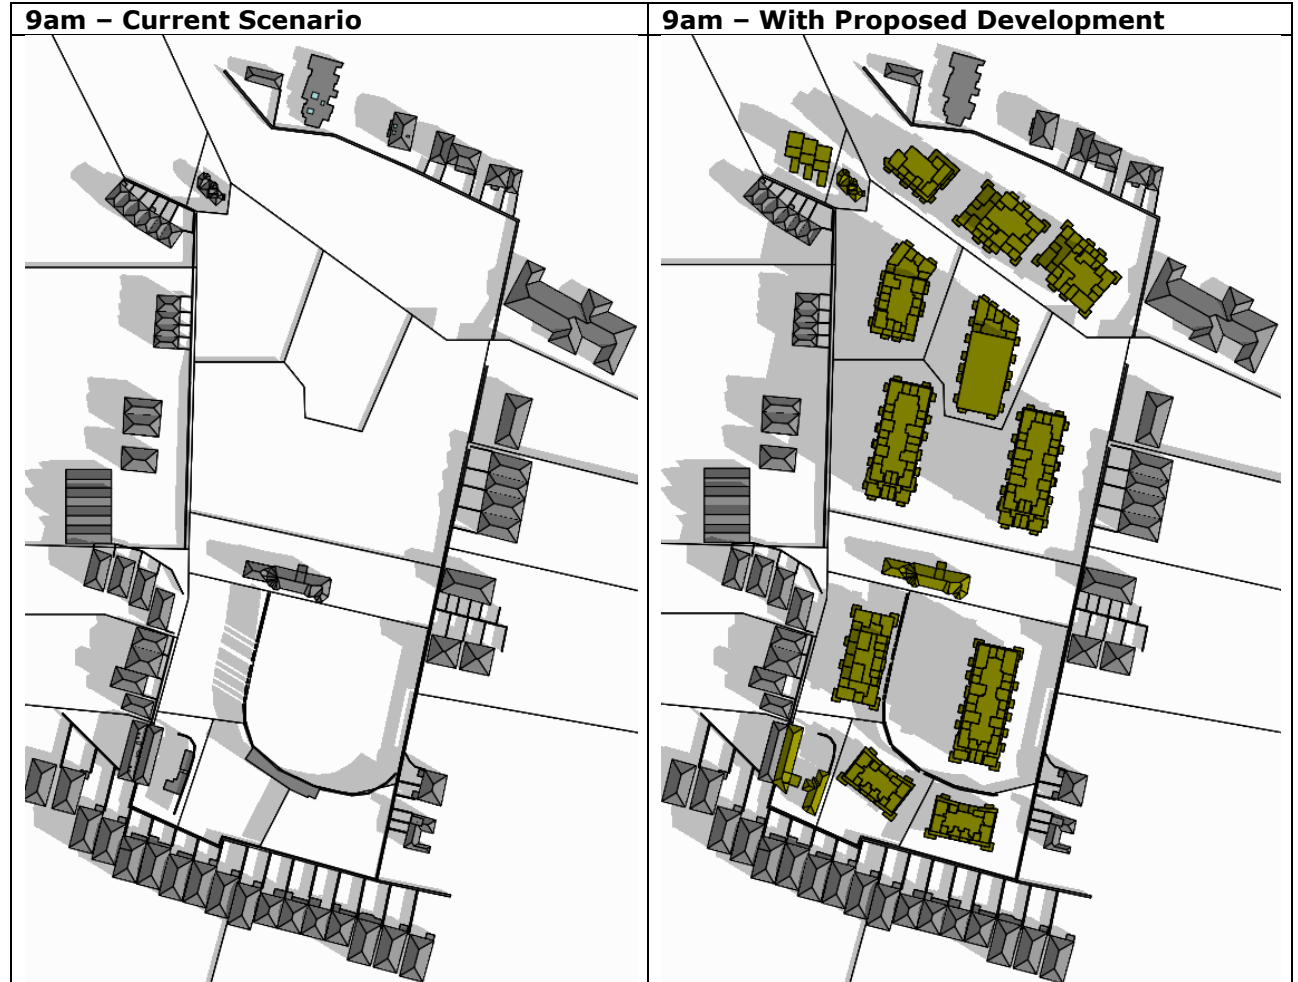 9am – Current Scenario
9am – With Proposed Development